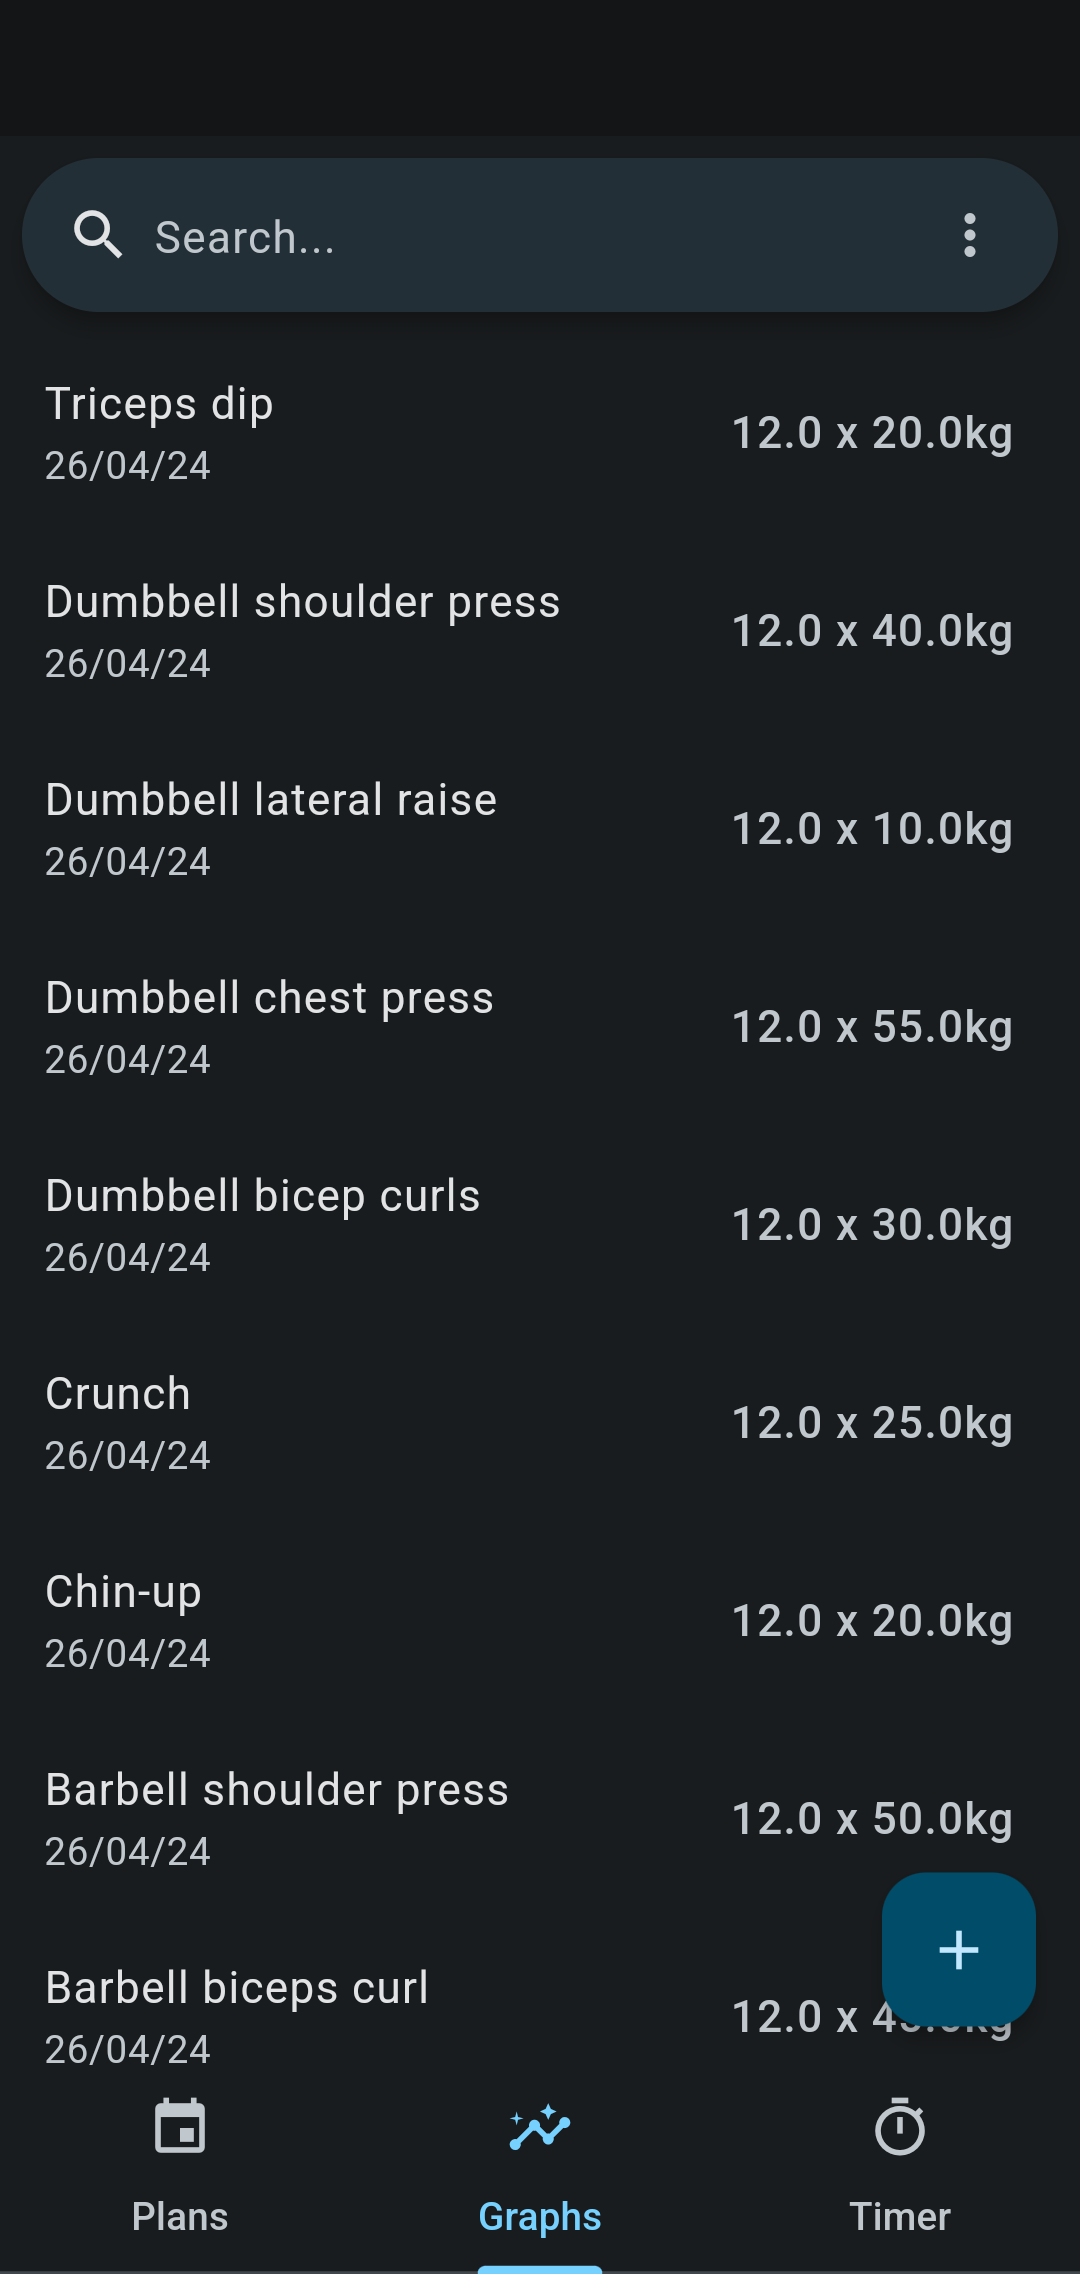 Search...
Triceps dip
26/04/24
12.0 x 20.0kg
Dumbbell shoulder press
26/04/24
12.0 x 40.0kg
Dumbbell lateral raise
26/04/24
12.0 x 10.0kg
Dumbbell chest press
26/04/24
12.0 x 55.0kg
Dumbbell bicep curls
26/04/24
12.0 x 30.0kg
Crunch
26/04/24
12.0 x 25.0kg
Chin-up
26/04/24
12.0 x 20.0kg
Barbell shoulder press
26/04/24
12.0 x 50.0kg
Barbell biceps curl
26/04/24
12.0 x
Plans
Graphs
Timer